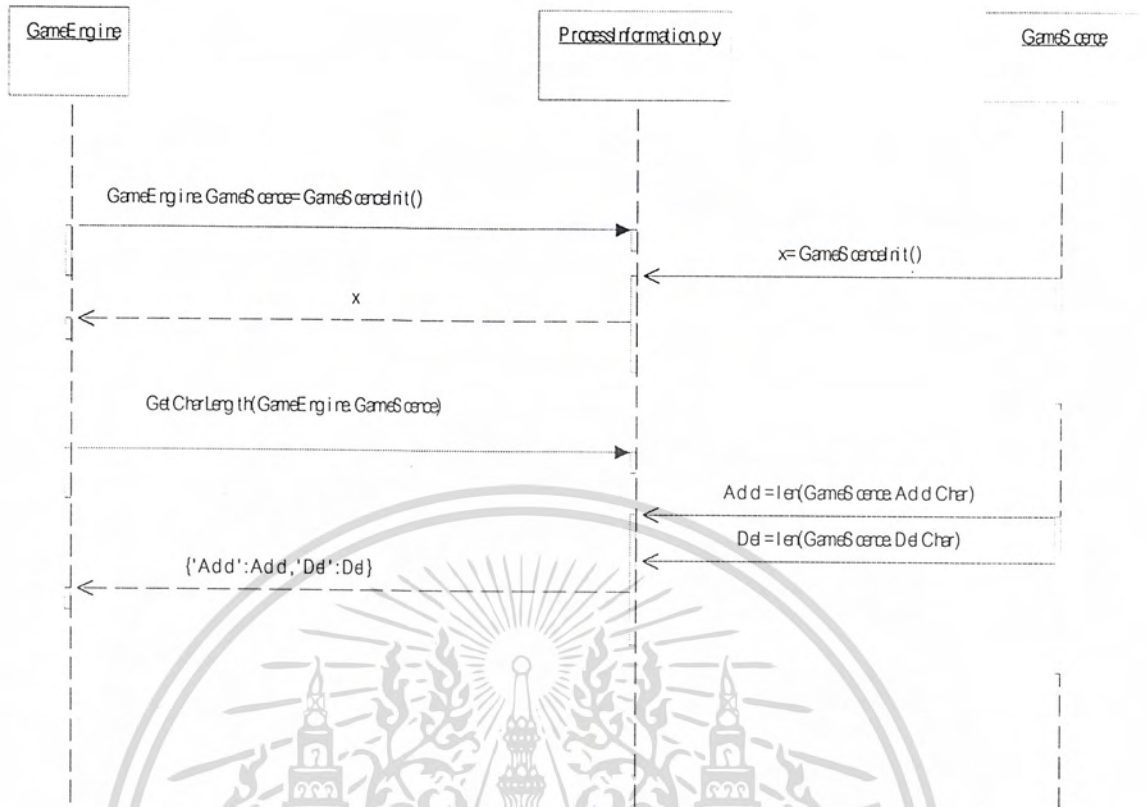 GameEngine
ProcessInformation.py
GameScence
GameEngine.GameScence=GameScenceInit()
x=GameScenceInit()
x
GetCharLength(GameEngine.GameScence)
Add=len(GameScence.AddChar)
Del=len(GameScence.DelChar)
{'Add':Add,'Del':Del}